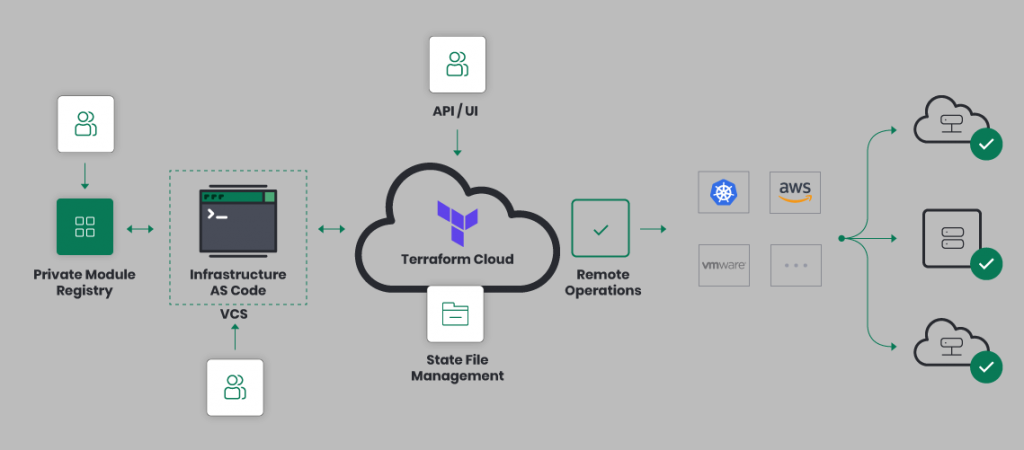 API / UI
Private Module
Registry
Infrastructure
AS Code
VCS
Terraform Cloud
State File
Management
Remote
Operations
aws
vmware